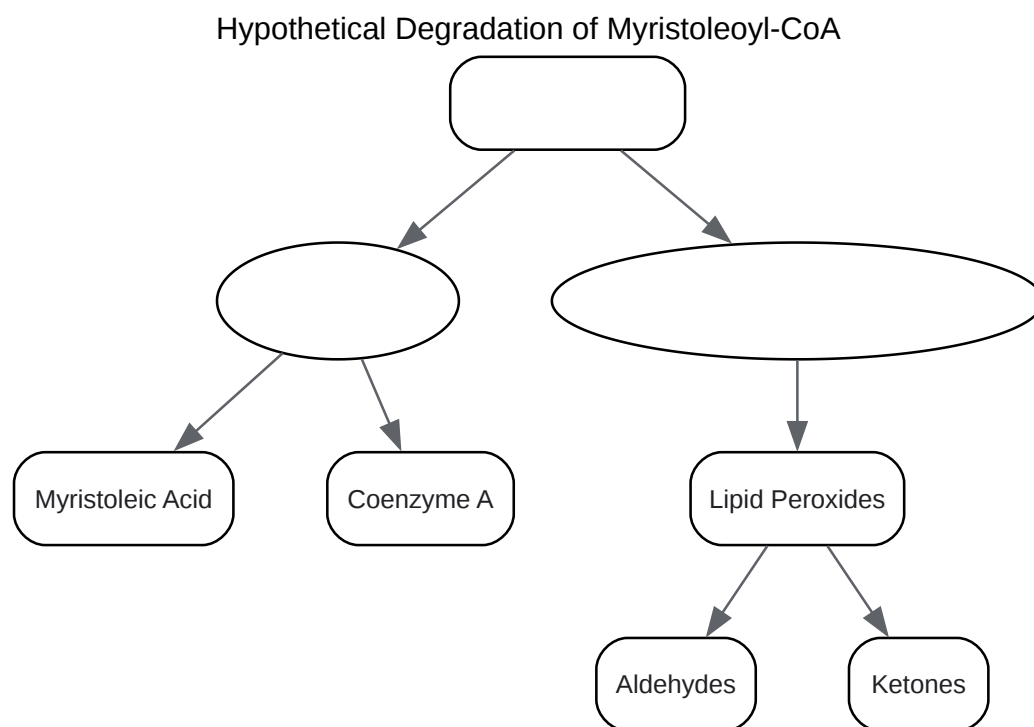 Hypothetical Degradation of Myristoleoyl-CoA
Myristoleic Acid
Coenzyme A
Lipid Peroxides
Aldehydes
Ketones